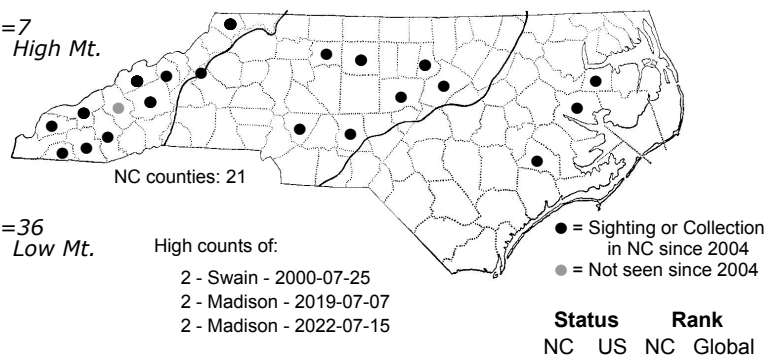 =7
High Mt.
NC counties: 21
=36
Low Mt.
High counts of:
2 - Swain - 2000-07-25
2 - Madison - 2019-07-07
2 - Madison - 2022-07-15
= Sighting or Collection
in NC since 2004
= Not seen since 2004
Status Rank
NC US NC Global